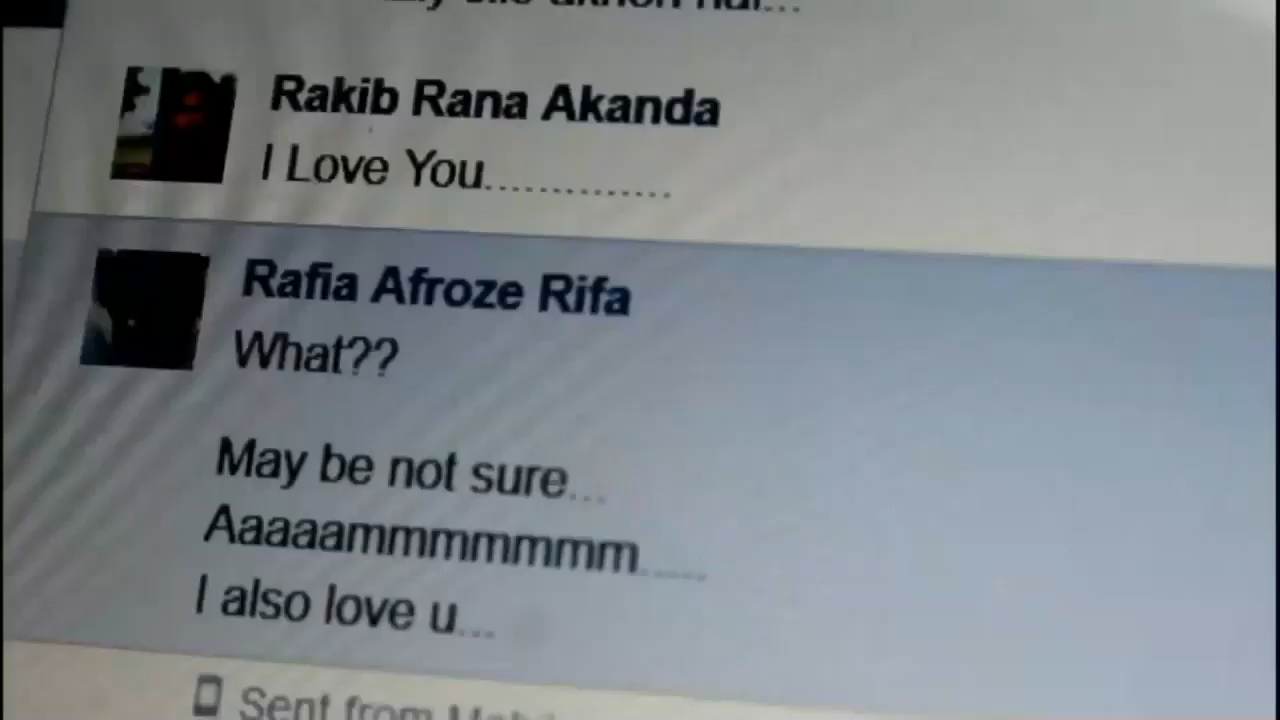 Rakib Rana Akanda
I Love You..............
Rafia Afroze Rifa
What??
May be not sure...
Aaaaammmmmmm......
I also love u...
Sent from